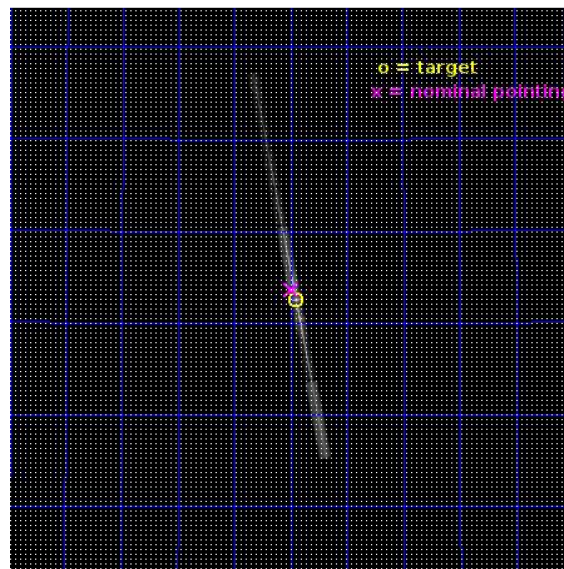 o = target
x = nominal pointin